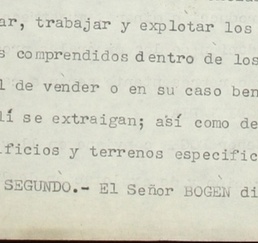 ar, trabajar y explotar los
s comprendidos dentro de los
l de vender o en su caso ben
lí se extraigan; así como de
ificios y terrenos especific
SEGUNDO.- El Señor BOGEN di